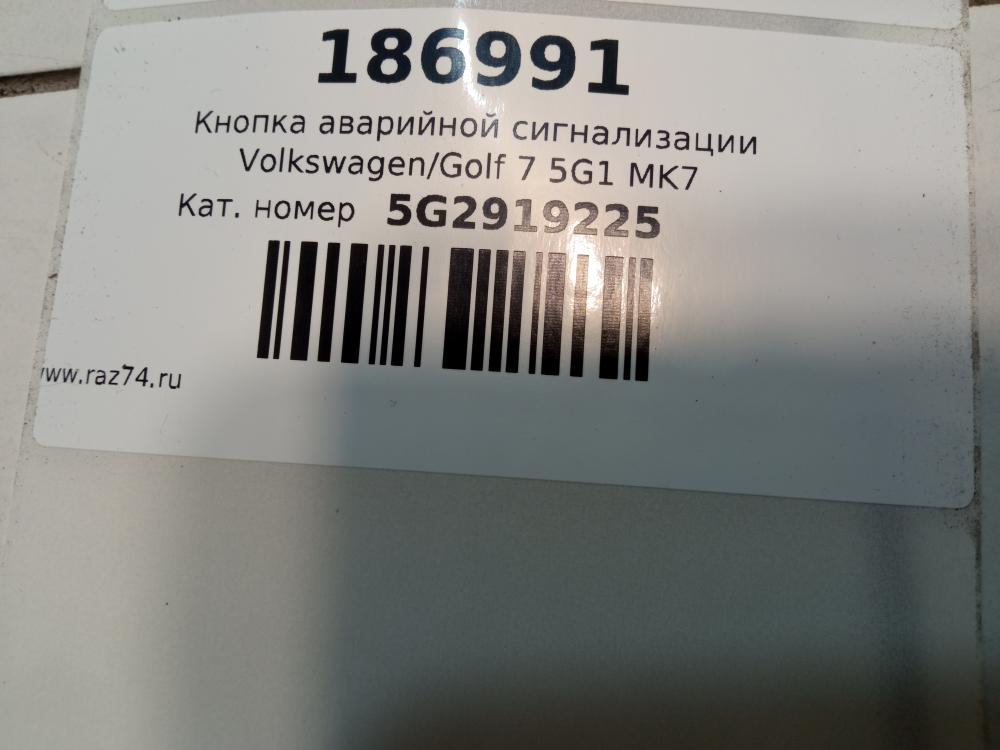 186991
Кнопка аварийной сигнализации
Volkswagen/Golf 7 5G1 MK7
Кат. номер 5G2919225
www.raz74.ru